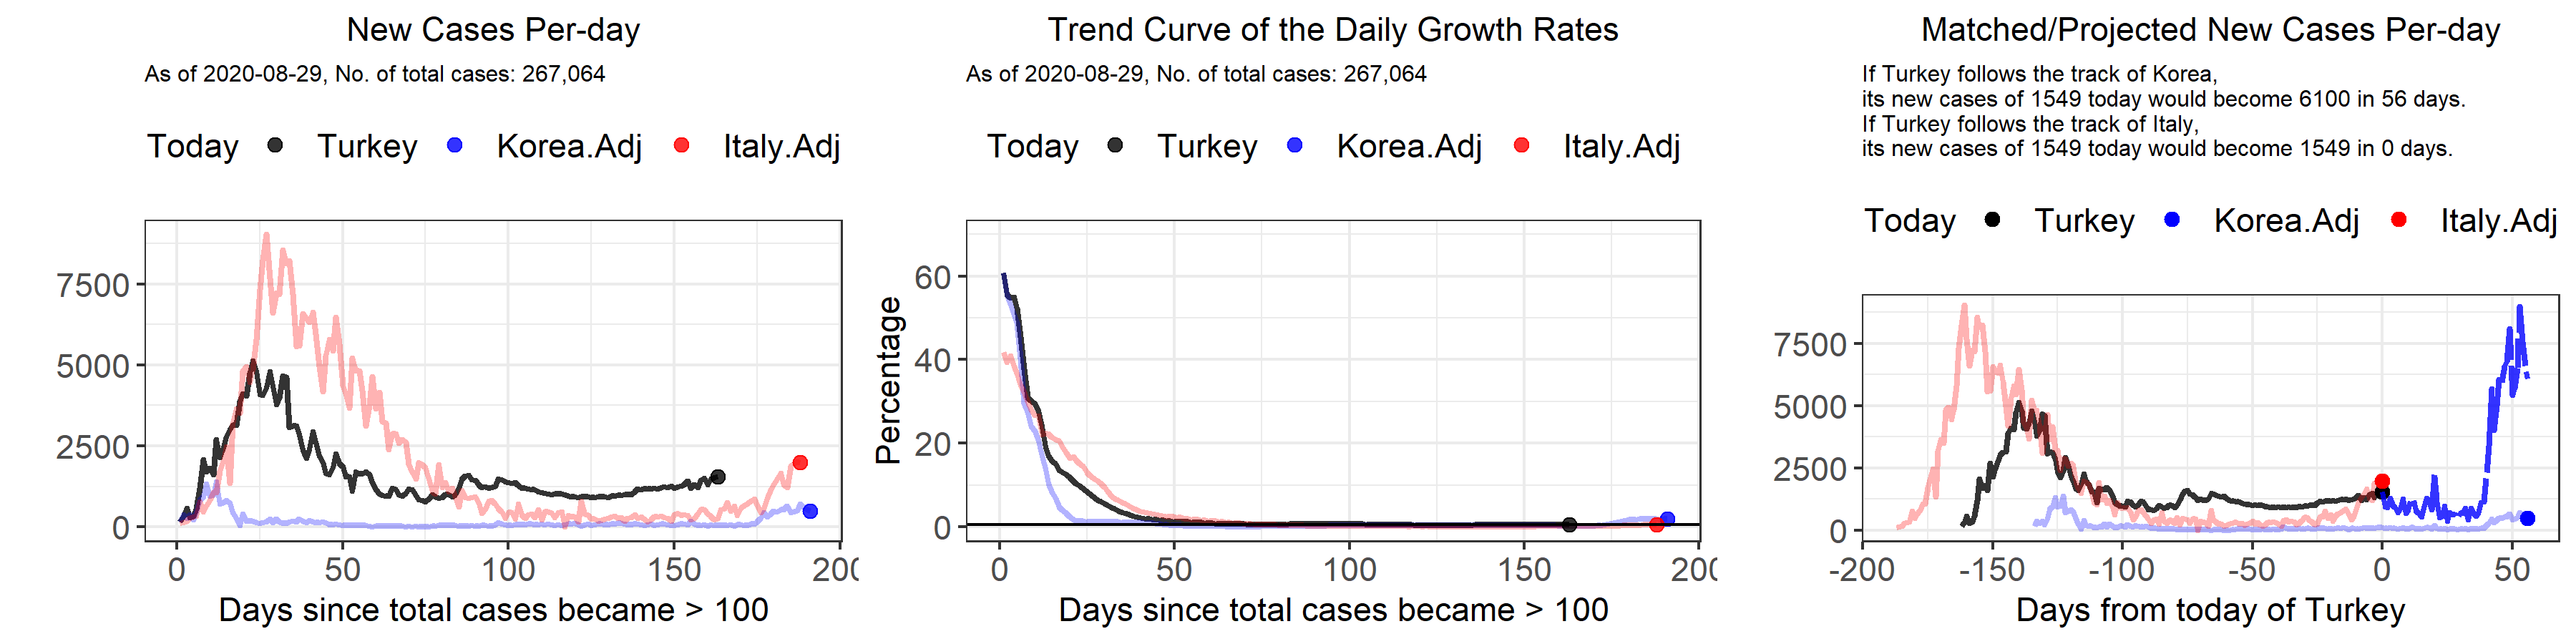 New Cases Per-day
As of 2020-08-29, No. of total cases: 267,064
Today Turkey Korea.Adj Italy.Adj
7500
5000
2500
0
0 50 100 150 200
Days since total cases became > 100
Trend Curve of the Daily Growth Rates
As of 2020-08-29, No. of total cases: 267,064
Today Turkey Korea.Adj Italy.Adj
Percentage
60
40
20
0
0 50 100 150 200
Days since total cases became > 100
Matched/Projected New Cases Per-day
If Turkey follows the track of Korea,
its new cases of 1549 today would become 6100 in 56 days.
If Turkey follows the track of Italy,
its new cases of 1549 today would become 1549 in 0 days.
Today Turkey Korea.Adj Italy.Adj
7500
5000
2500
0
-200 -150 -100 -50 0 50
Days from today of Turkey